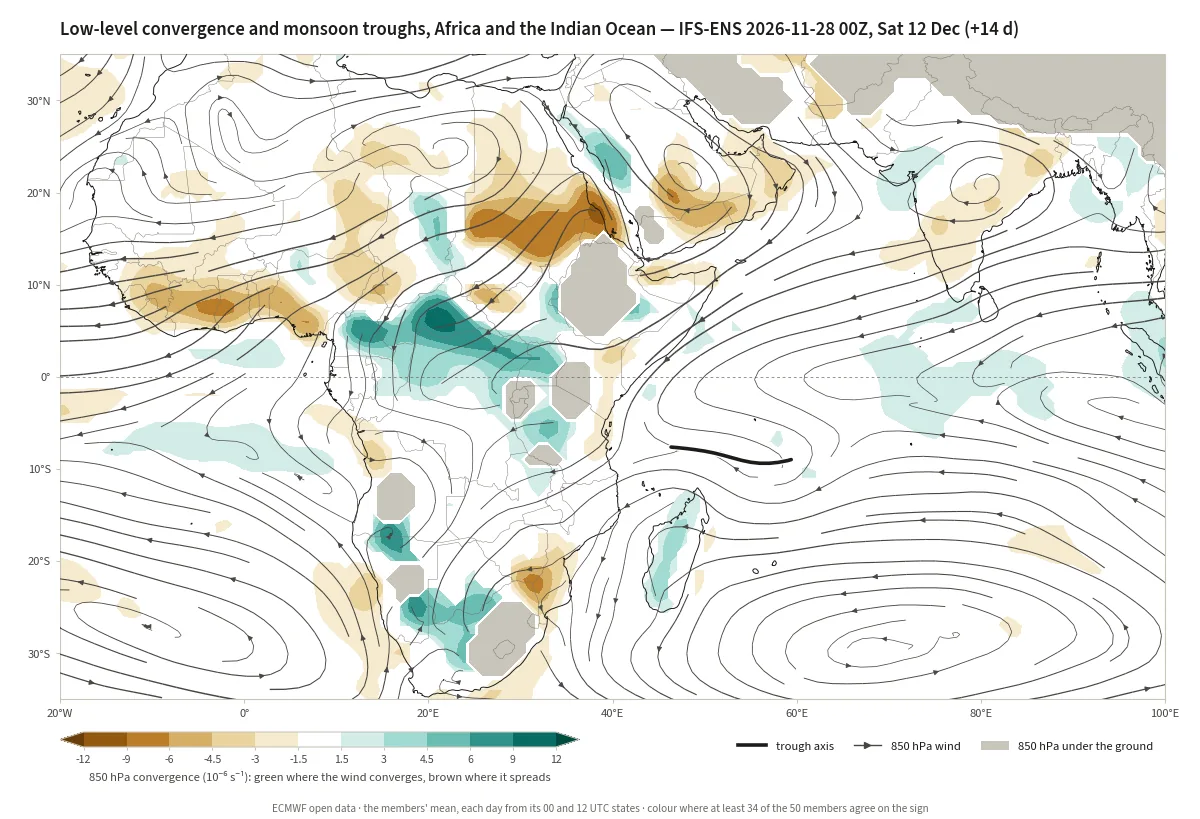 Low-level convergence and monsoon troughs, Africa and the Indian Ocean — IFS-ENS 2026-11-28 00Z, Sat 12 Dec (+14 d)
30°N
20°N
10°N
0°
10°S
20°S
30°S
20°W 0° 20°E 40°E 60°E 80°E 100°E
-12 -9 -6 -4.5 -3 -1.5 1.5 3 4.5 6 9 12
850 hPa convergence (10⁻⁶ s⁻¹): green where the wind converges, brown where it spreads
trough axis 850 hPa wind 850 hPa under the ground
ECMWF open data · the members' mean, each day from its 00 and 12 UTC states · colour where at least 34 of the 50 members agree on the sign